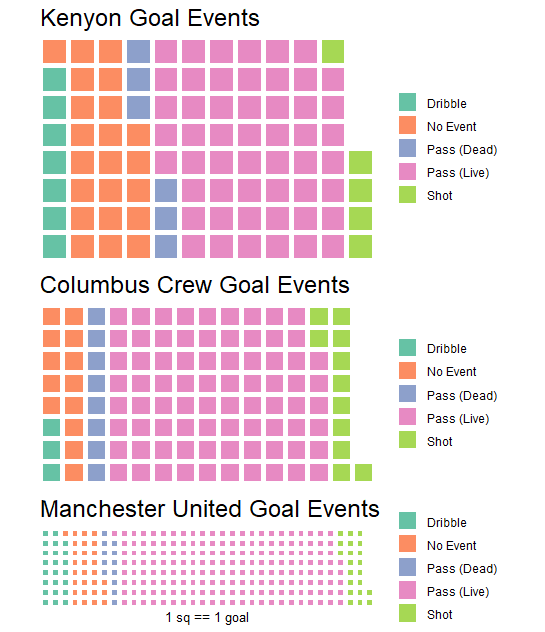 Kenyon Goal Events
Dribble
No Event
Pass (Dead)
Pass (Live)
Shot
Columbus Crew Goal Events
Dribble
No Event
Pass (Dead)
Pass (Live)
Shot
Manchester United Goal Events
Dribble
No Event
Pass (Dead)
Pass (Live)
Shot
1 sq == 1 goal